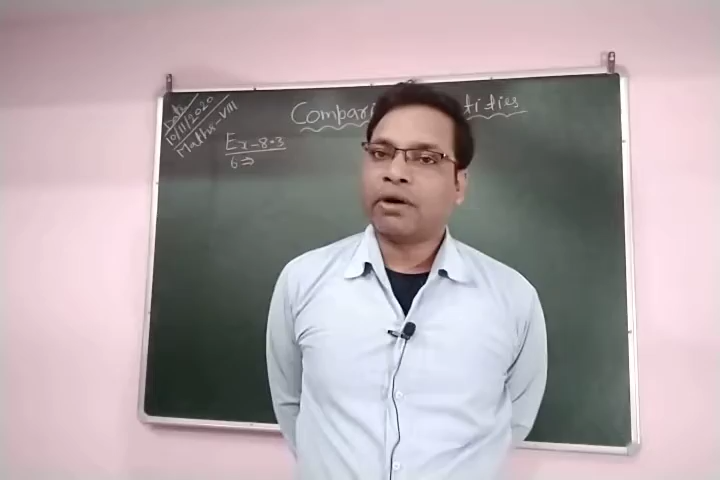 Date
10/11/2020
Maths-VIII
Compari tities
Ex-8.3
6⇒